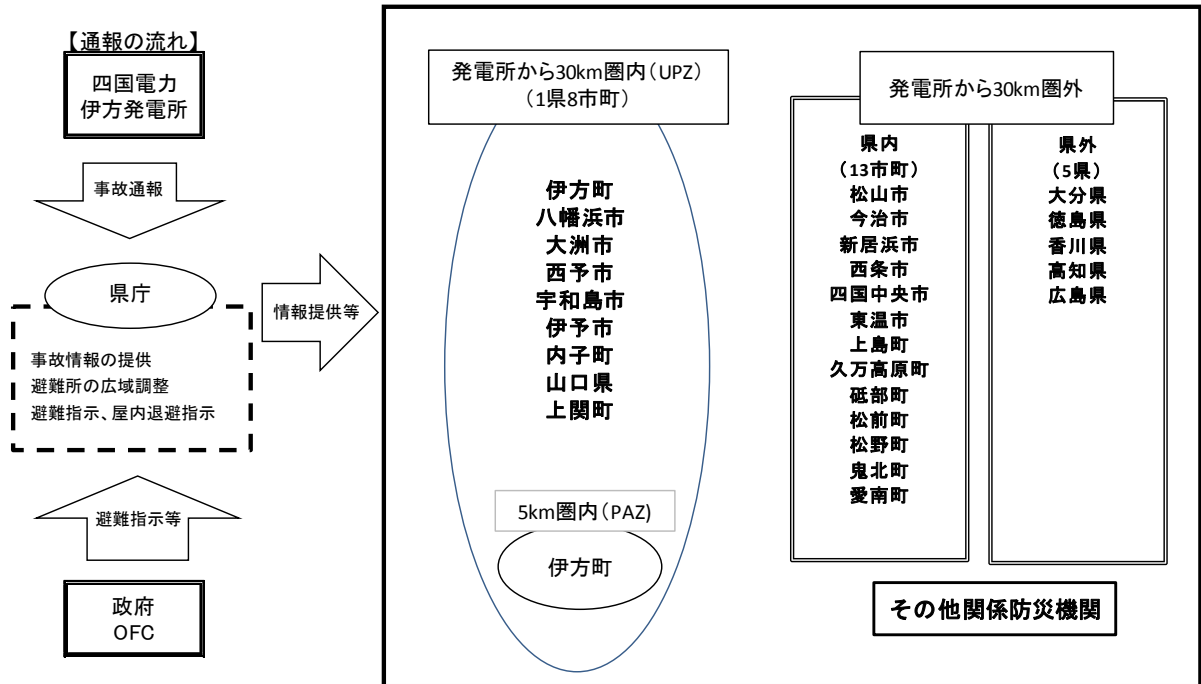 【通報の流れ】
四国電力
伊方発電所
事故通報
県庁
事故情報の提供
避難所の広域調整
避難指示、屋内退避指示
避難指示等
政府
OFC
情報提供等
発電所から30km圏内(UPZ)
(1県8市町)
伊方町
八幡浜市
大洲市
西予市
宇和島市
伊予市
内子町
山口県
上関町
5km圏内(PAZ)
伊方町
発電所から30km圏外
県内
(13市町)
松山市
今治市
新居浜市
西条市
四国中央市
東温市
上島町
久万高原町
砥部町
松前町
松野町
鬼北町
愛南町
県外
(5県)
大分県
徳島県
香川県
高知県
広島県
その他関係防災機関